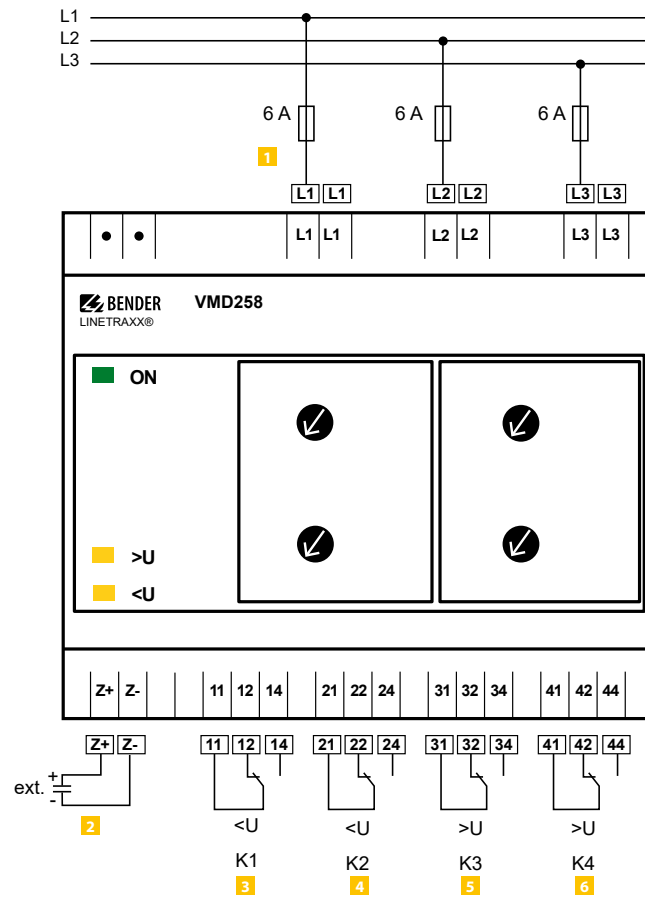 L1
L2
L3
6 A 6 A 6 A
1
L1 L1 L2 L2 L3 L3
L1 L1 L2 L2 L3 L3
BENDER VMD258
LINETRAXX®
ON
>U
<U
Z+ Z- 11 12 14 21 22 24 31 32 34 41 42 44
Z+ Z- 11 12 14 21 22 24 31 32 34 41 42 44
+
ext.
-
2
<U <U >U >U
K1 K2 K3 K4
3 4 5 6